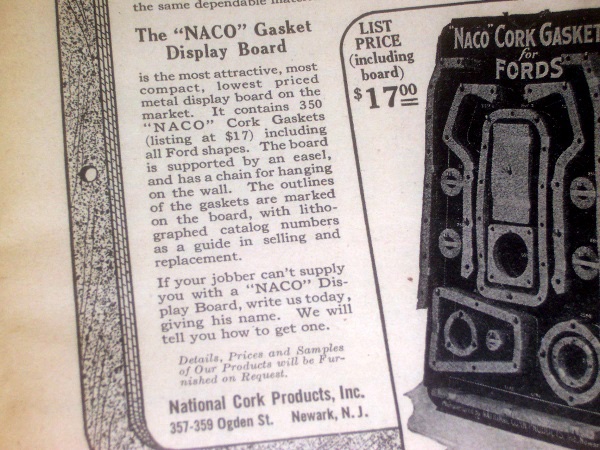 the same dependable
The “NACO” Gasket
Display Board
is the most attractive, most
compact, lowest priced
metal display board on the
market. It contains 350
“NACO” Cork Gaskets
(listing at $17) including
all Ford shapes. The board
is supported by an easel,
and has a chain for hanging
on the wall. The outlines
of the gaskets are marked
on the board, with litho-
graphed catalog numbers
as a guide in selling and
replacement.
If your jobber can't supply
you with a “NACO” Dis-
play Board, write us today,
giving his name. We will
tell you how to get one.
Details, Prices and Samples
of Our Products will be Fur-
nished on Request.
National Cork Products, Inc.
357-359 Ogden St. Newark, N. J.
LIST
PRICE
(including
board)
$17.00
"NACO" CORK GASKET
for
FORDS